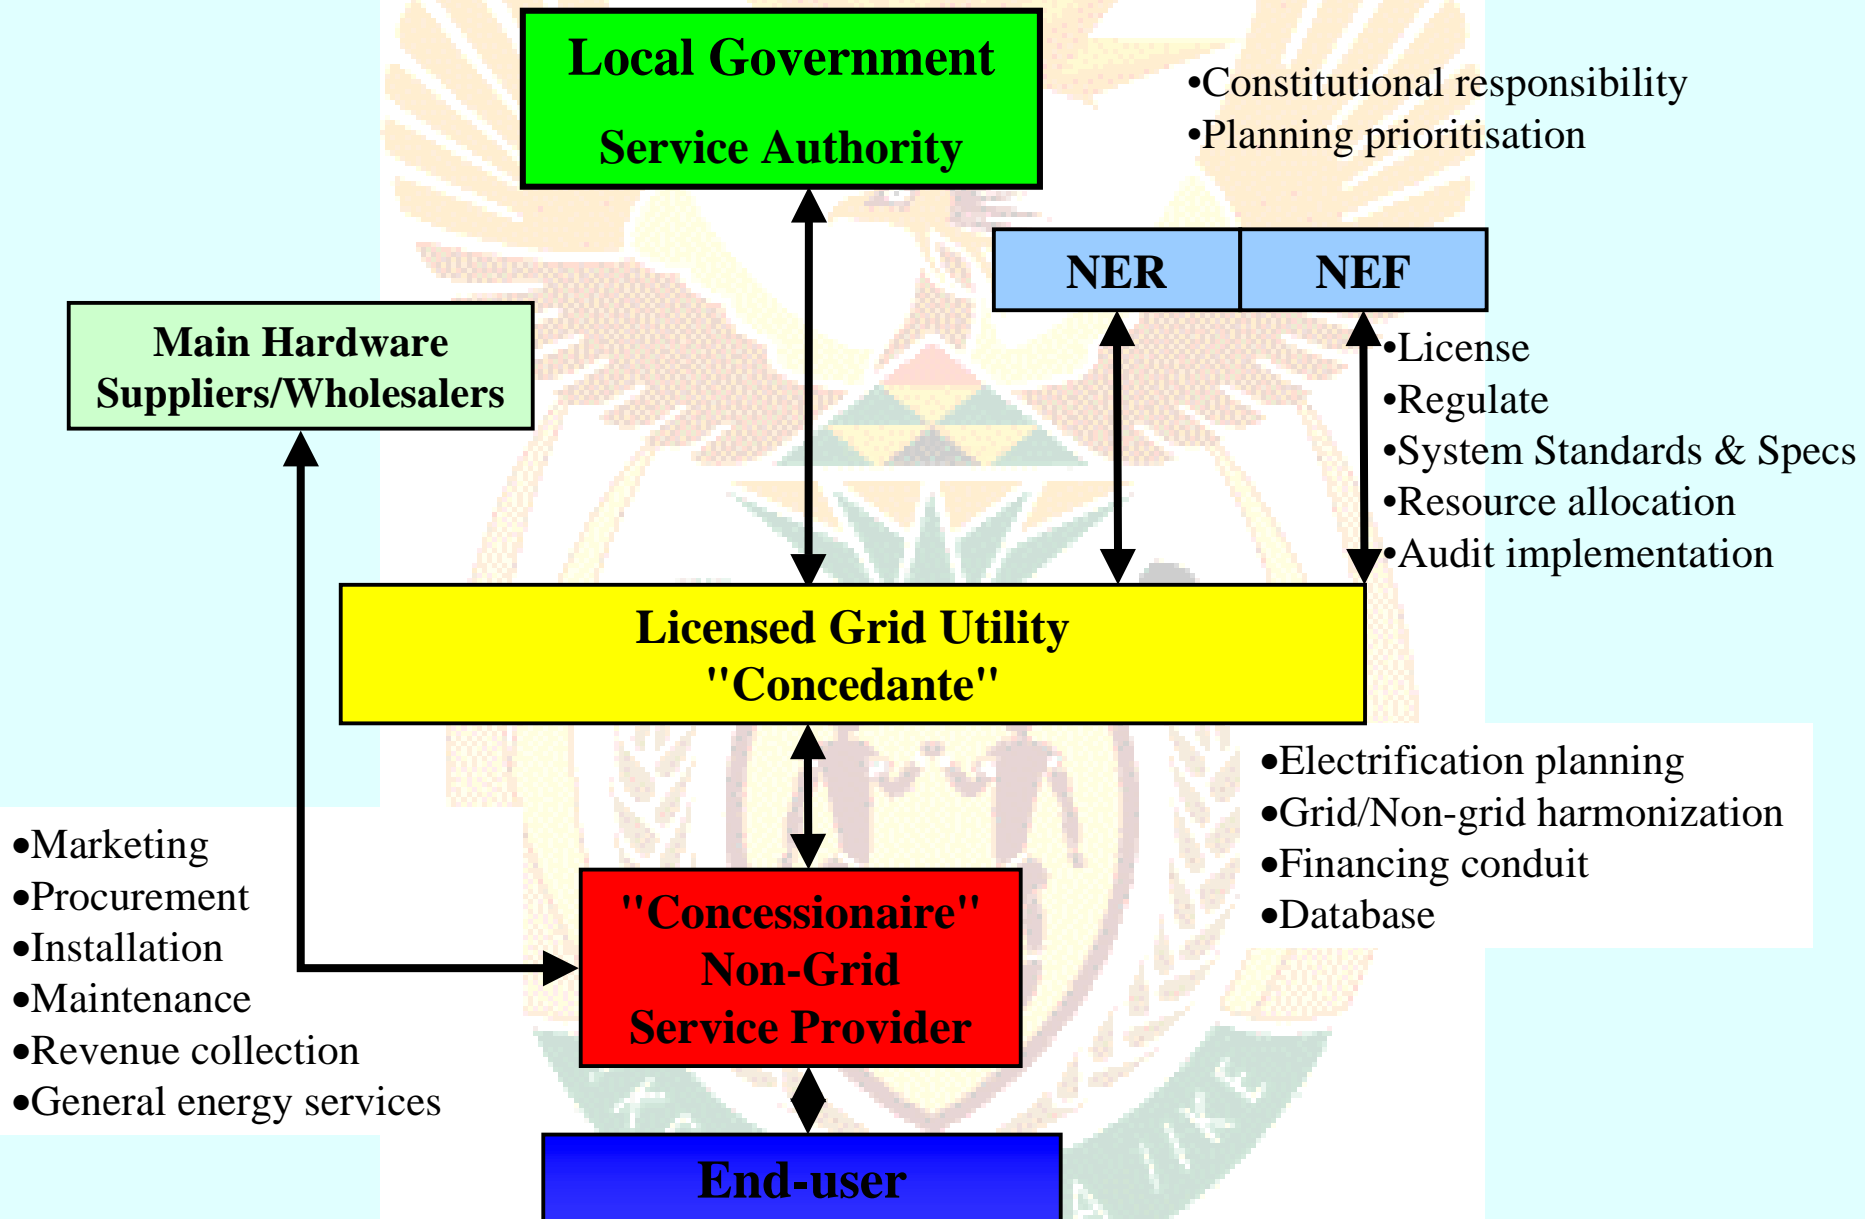 Local Government
Service Authority
•Constitutional responsibility
•Planning prioritisation
NER
NEF
Main Hardware
Suppliers/Wholesalers
•License
•Regulate
•System Standards & Specs
•Resource allocation
•Audit implementation
Licensed Grid Utility
"Concedante"
•Electrification planning
•Grid/Non-grid harmonization
•Financing conduit
•Database
•Marketing
•Procurement
•Installation
•Maintenance
•Revenue collection
•General energy services
"Concessionaire"
Non-Grid
Service Provider
End-user